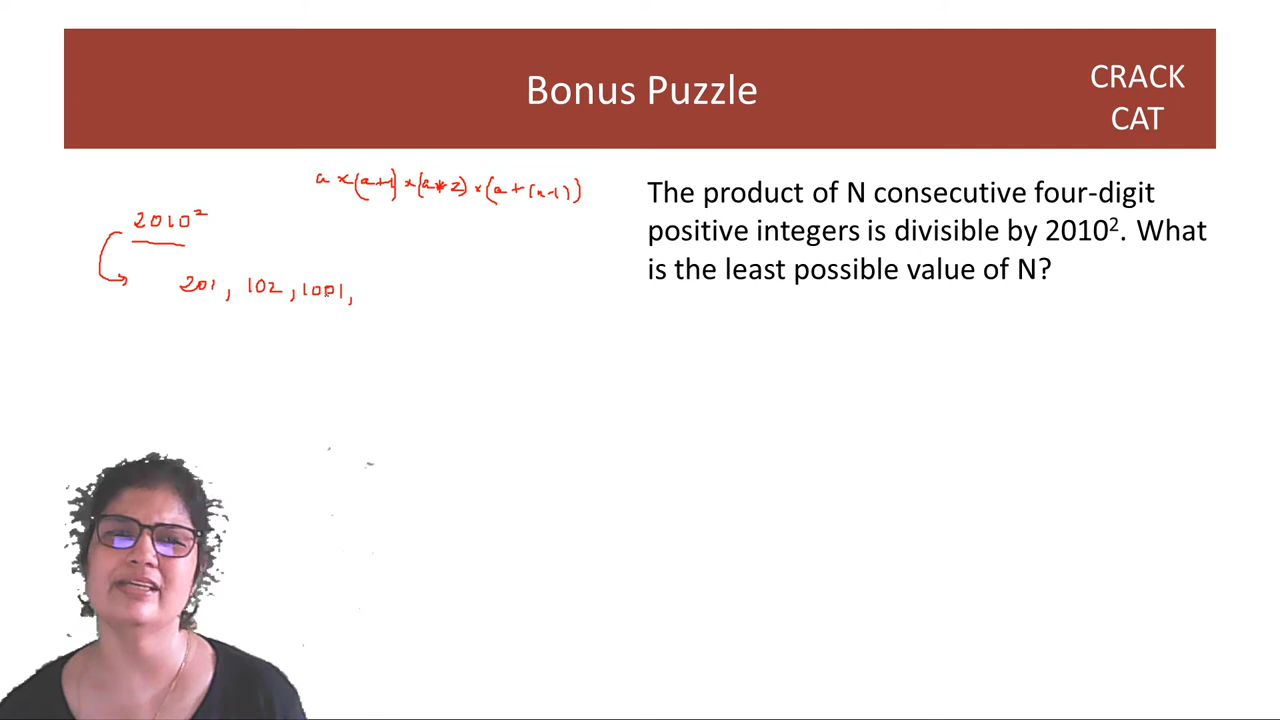 Bonus Puzzle
CRACK
CAT
The product of N consecutive four-digit
positive integers is divisible by 2010². What
is the least possible value of N?
a × (a+1) × (a+2) × (a + (n-1))
2010²
201, 102, 1001,